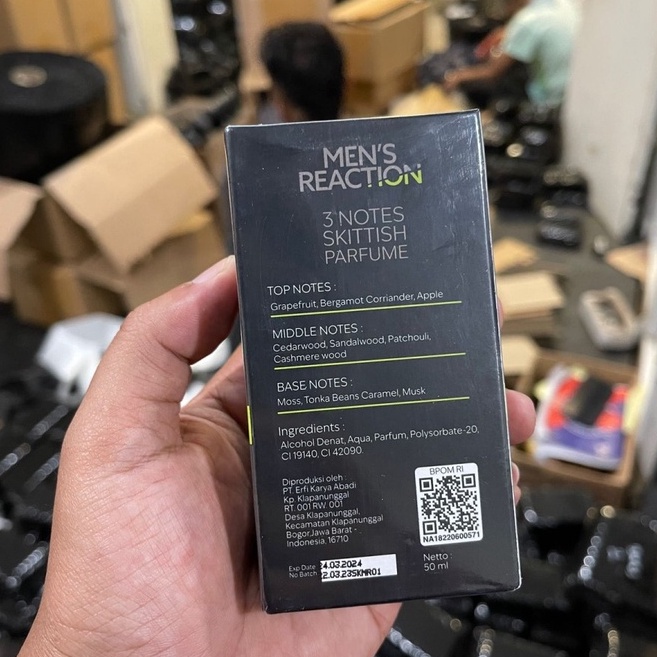 MEN'S
REACTION
3 NOTES
SKITTISH
PARFUME
TOP NOTES :
Grapefruit, Bergamot Corriander, Apple
MIDDLE NOTES :
Cedarwood, Sandalwood, Patchouli,
Cashmere wood
BASE NOTES :
Moss, Tonka Beans Caramel, Musk
Ingredients :
Alcohol Denat, Aqua, Parfum, Polysorbate-20,
CI 19140, CI 42090.
Diproduksi oleh
PT. Erfi Karya Abadi
Kp. Klapanunggal
RT. 001 RW. 001
Desa Klapanunggal,
Kecamatan Klapanunggal
Bogor, Jawa Barat -
Indonesia. 16710
BPOM RI
NA18220600571
Exp Date 4.03.2024
No Batch 2.03.23SKMR01
Netto :
50 ml